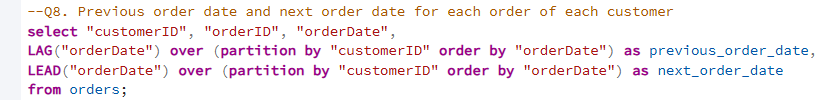 --Q8. Previous order date and next order date for each order of each customer
select "customerID", "orderID", "orderDate",
LAG("orderDate") over (partition by "customerID" order by "orderDate") as previous_order_date,
LEAD("orderDate") over (partition by "customerID" order by "orderDate") as next_order_date
from orders;